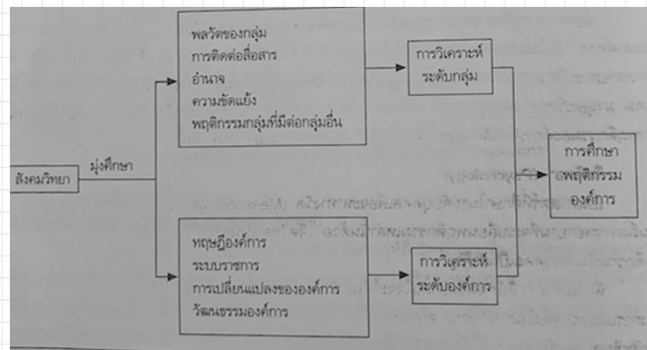 พลวัตของกลุ่ม
การติดต่อสื่อสาร
อำนาจ
ความขัดแย้ง
พฤติกรรมกลุ่มที่มีต่อกลุ่มอื่น
การวิเคราะห์
ระดับกลุ่ม
สังคมวิทยา
มุ่งศึกษา
การศึกษา
พฤติกรรม
องค์การ
ทฤษฎีองค์การ
ระบบราชการ
การเปลี่ยนแปลงขององค์การ
วัฒนธรรมองค์การ
การวิเคราะห์
ระดับองค์การ